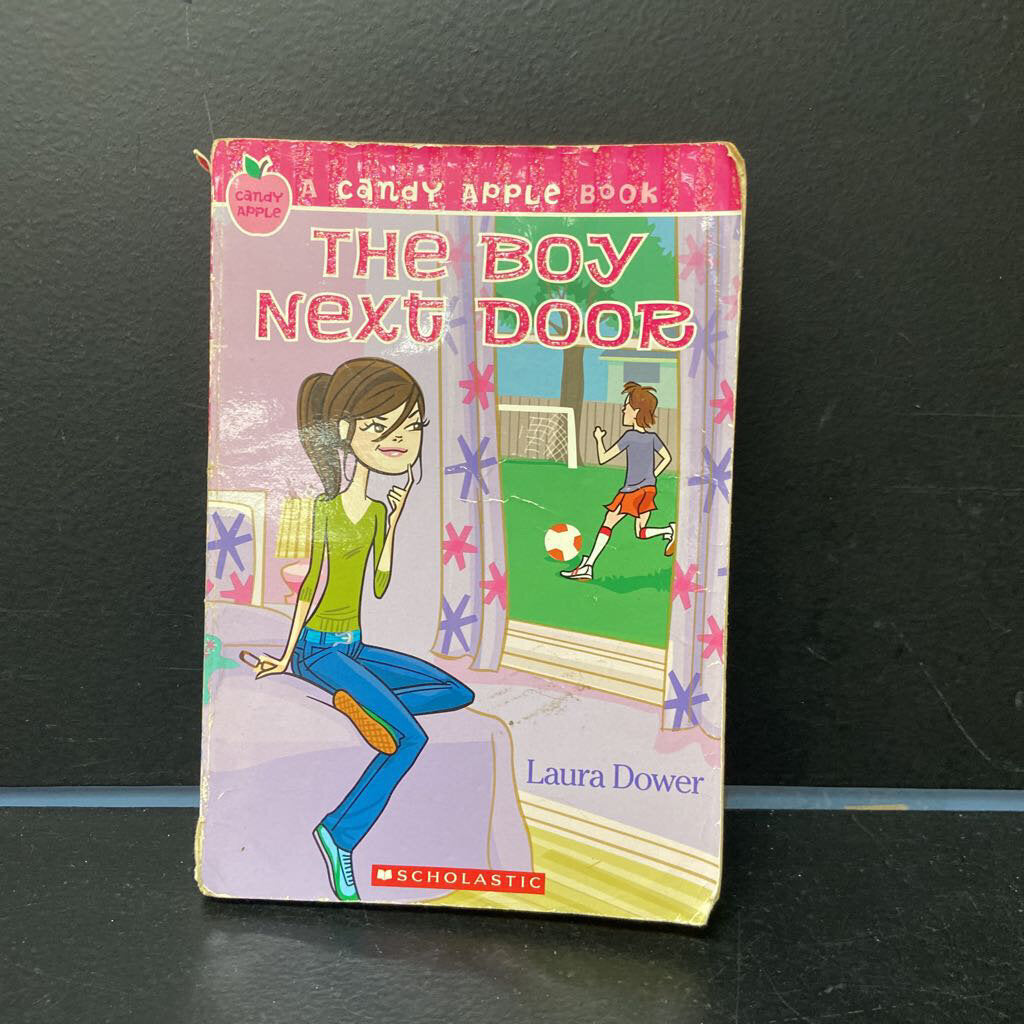 CANDY
APPLE
A CANDY APPLE BOOK
THE BOY
NEXT DOOR
Laura Dower
SCHOLASTIC